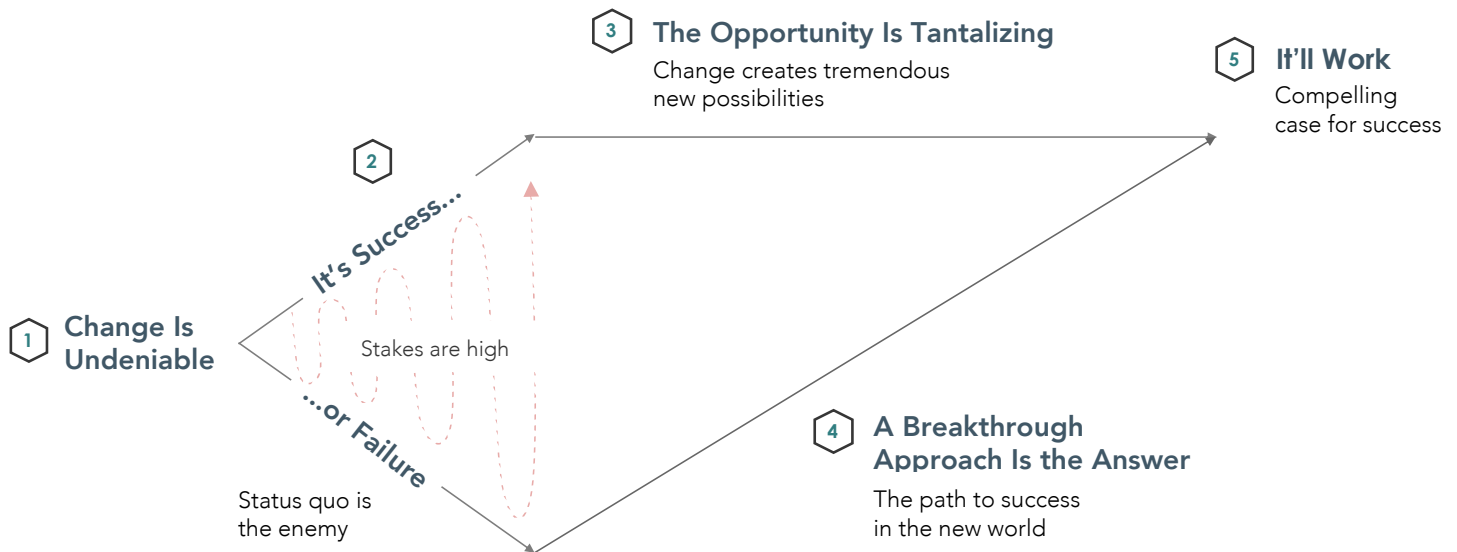 3
The Opportunity Is Tantalizing
Change creates tremendous
new possibilities
5
It'll Work
Compelling
case for success
2
It's Success...
1
Change Is
Undeniable
Stakes are high
...or Failure
Status quo is
the enemy
4
A Breakthrough
Approach Is the Answer
The path to success
in the new world